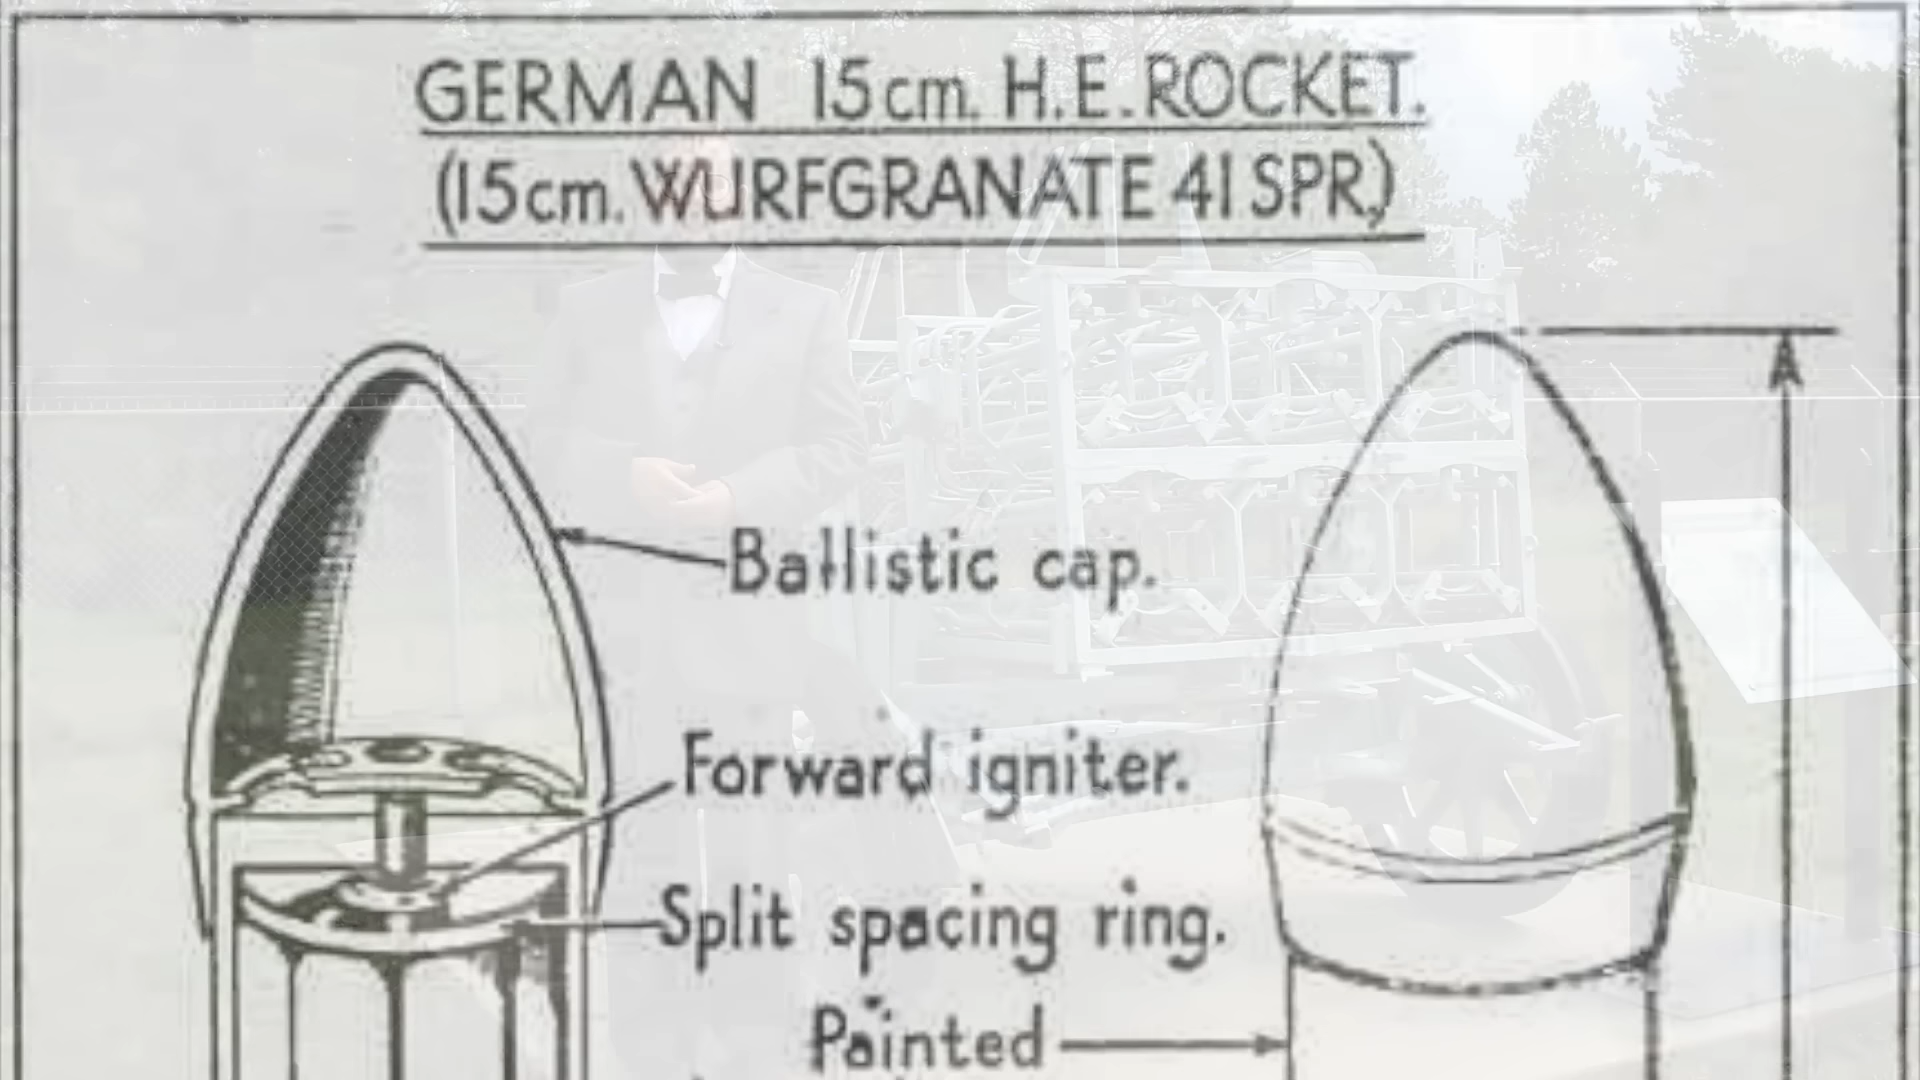 GERMAN 15cm. H.E. ROCKET.
(15cm. WURFGRANATE 41 SPR.)
Ballistic cap.
Forward igniter.
Split spacing ring.
Painted